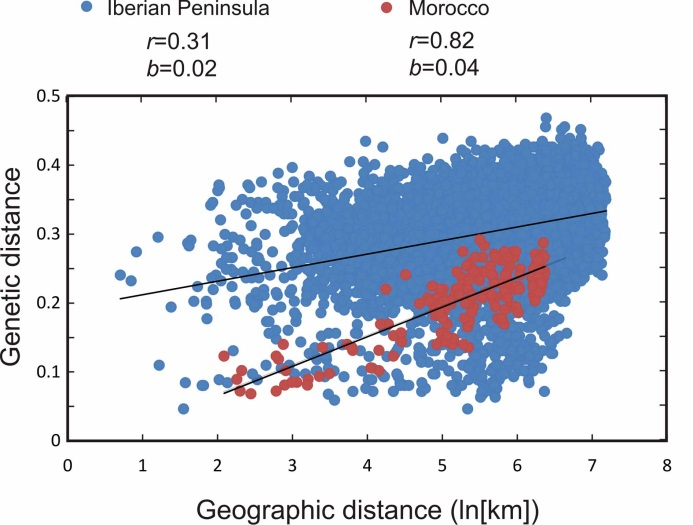 Iberian Peninsula Morocco
r=0.31 r=0.82
b=0.02 b=0.04
0.5
0.4
0.3
0.2
0.1
0
Genetic distance
0 1 2 3 4 5 6 7 8
Geographic distance (ln[km])